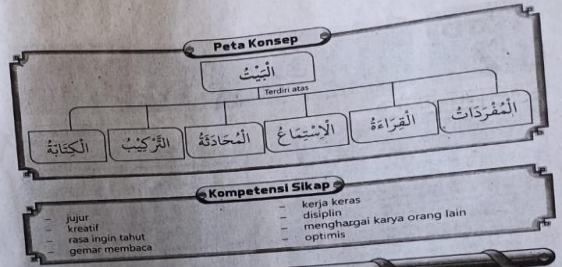 Peta Konsep
الْبَيْتُ
Terdiri atas
الْمُفْرَدَاتُ
الْقِرَاءَةُ
الْاِسْتِمَاعُ
الْمُحَادَثَةُ
التَّرْكِيْبُ
الْكِتَابَةُ
Kompetensi Sikap
– jujur
– kreatif
– rasa ingin tahut
– gemar membaca
– kerja keras
– disiplin
– menghargai karya orang lain
– optimis